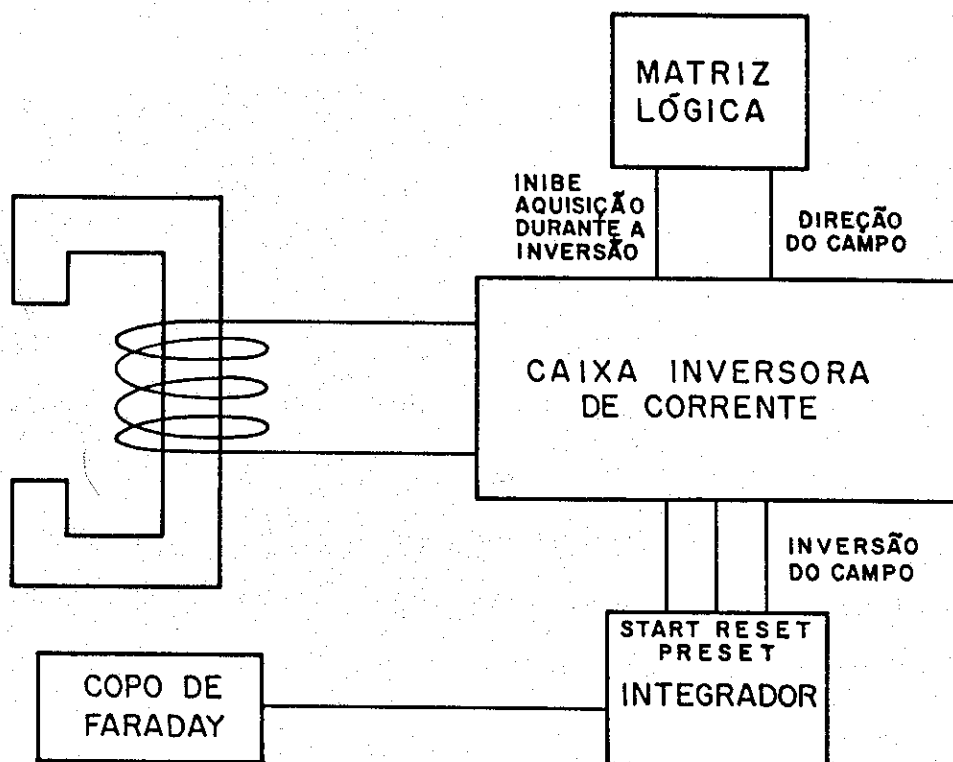 MATRIZ
LÓGICA
INIBE
AQUISIÇÃO
DURANTE A
INVERSÃO
DIREÇÃO
DO CAMPO
CAIXA INVERSORA
DE CORRENTE
INVERSÃO
DO CAMPO
START RESET
PRESET
INTEGRADOR
COPO DE
FARADAY